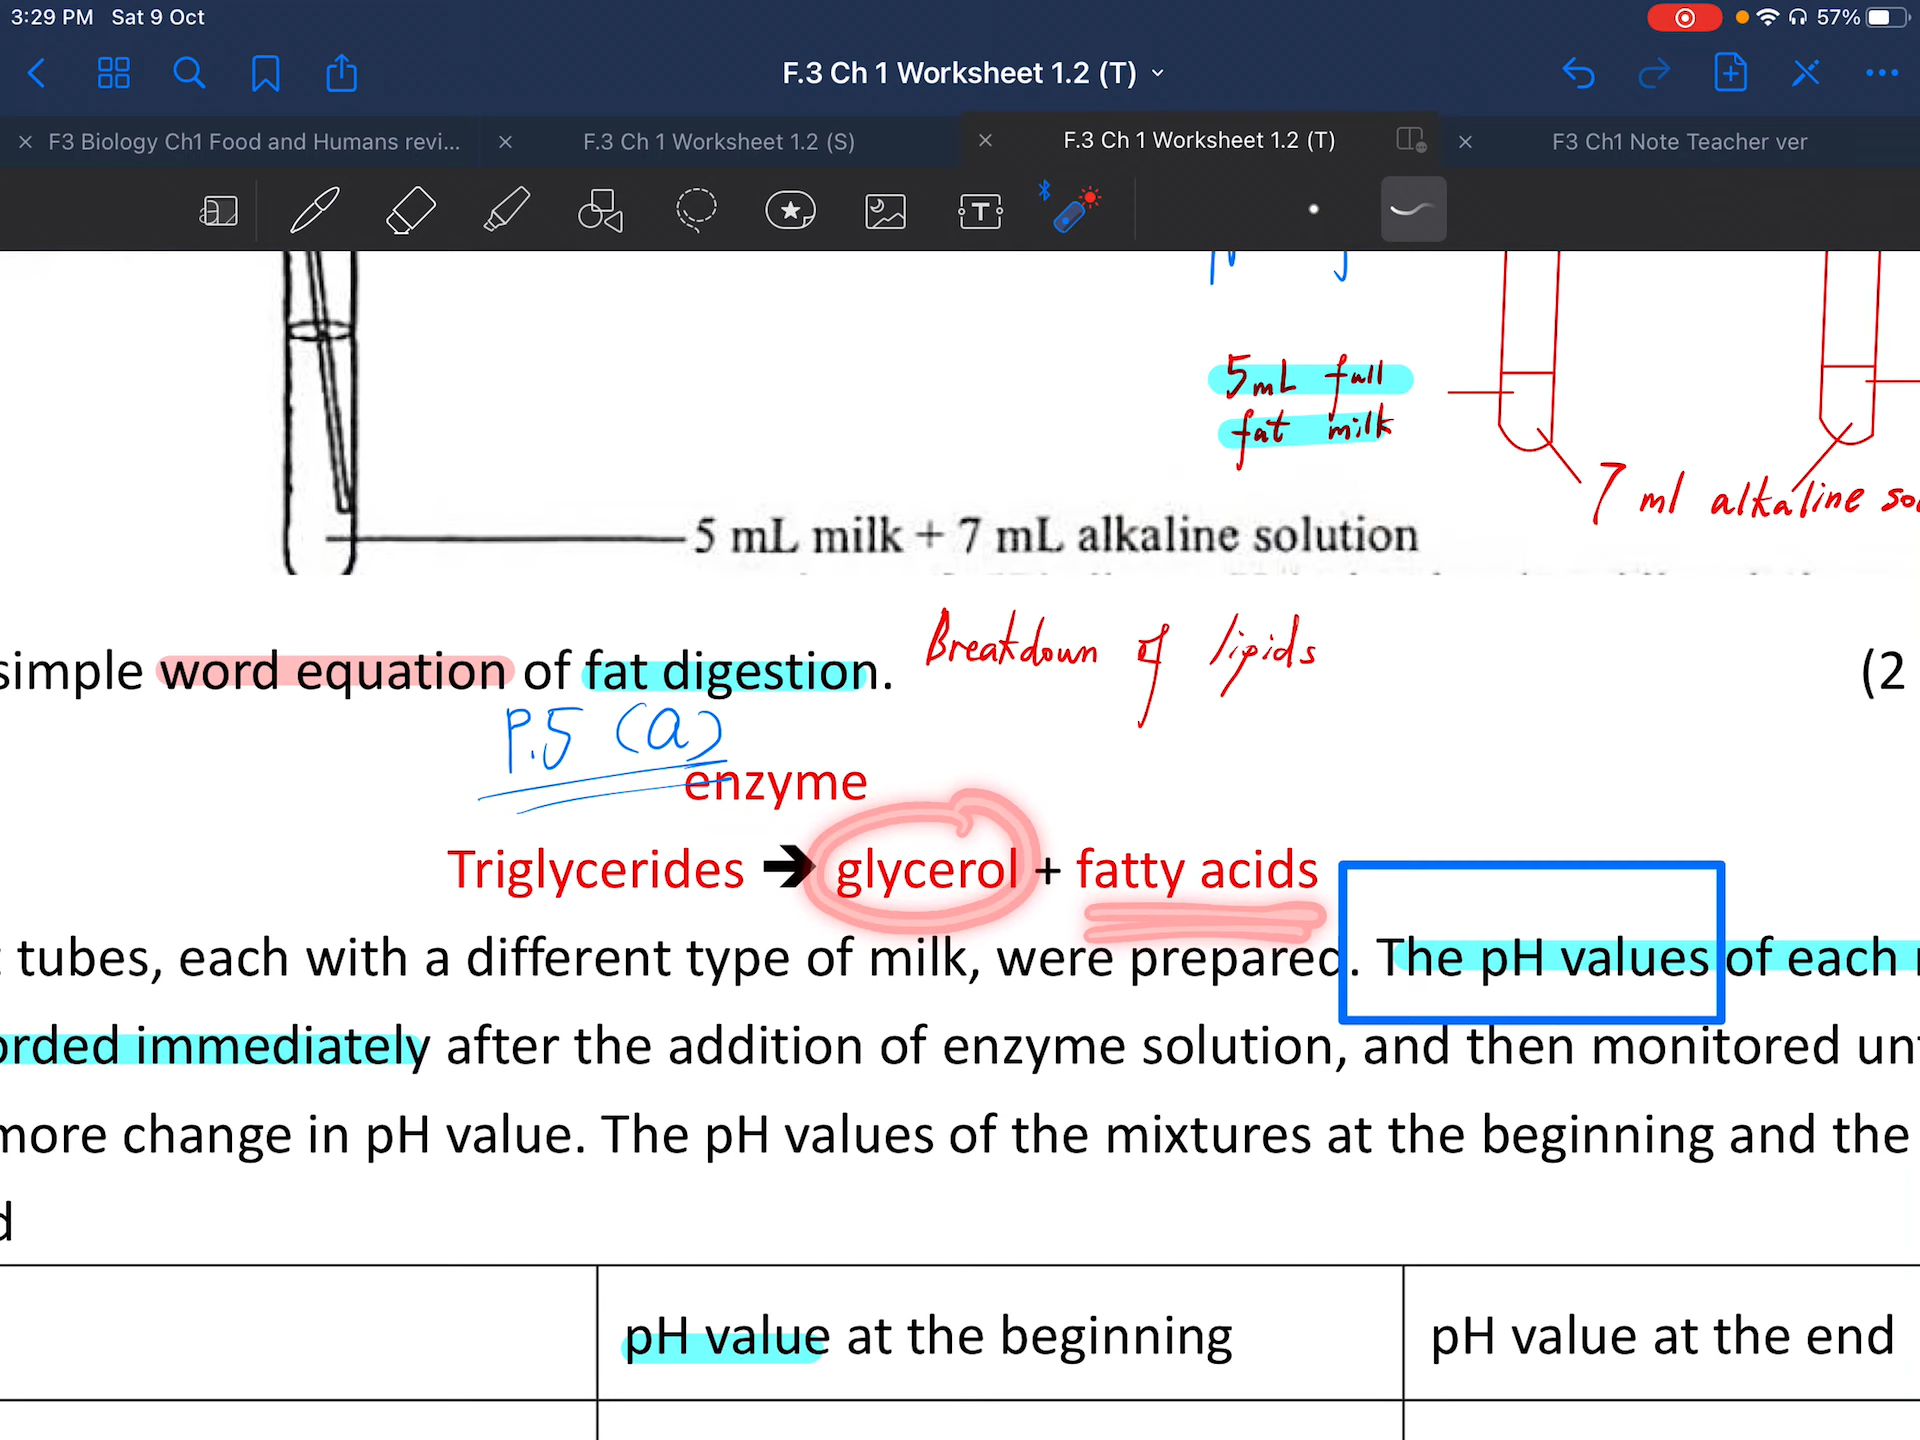 3:29 PM Sat 9 Oct
57%
F.3 Ch 1 Worksheet 1.2 (T)
F3 Biology Ch1 Food and Humans revi...
F.3 Ch 1 Worksheet 1.2 (S)
F.3 Ch 1 Worksheet 1.2 (T)
F3 Ch1 Note Teacher ver
5mL full
fat milk
7 ml alkaline so
5 mL milk + 7 mL alkaline solution
Breakdown of lipids
simple word equation of fat digestion.
(2
P.5 (a)
enzyme
Triglycerides → glycerol + fatty acids
tubes, each with a different type of milk, were prepared. The pH values of each
orded immediately after the addition of enzyme solution, and then monitored unt
more change in pH value. The pH values of the mixtures at the beginning and the
d
pH value at the beginning
pH value at the end